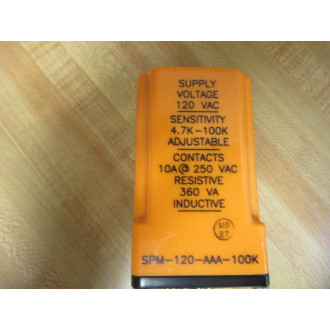 SUPPLY
VOLTAGE
120 VAC
SENSITIVITY
4.7K-100K
ADJUSTABLE
CONTACTS
10A@ 250 VAC
RESISTIVE
360 VA
INDUCTIVE
SPM-120-AAA-100K